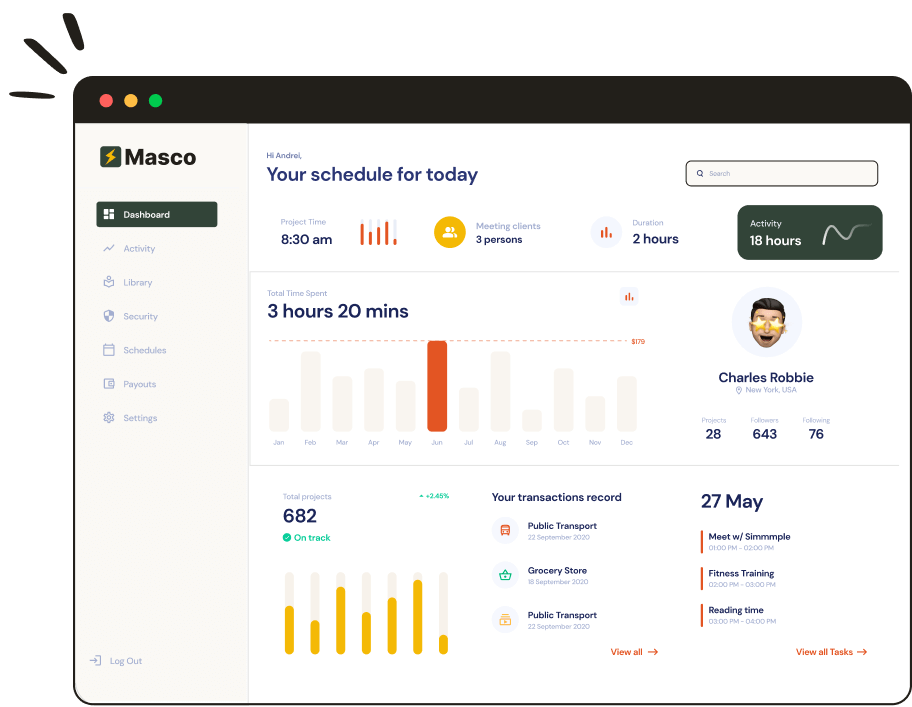 Masco
Dashboard
Activity
Library
Security
Schedules
Payouts
Settings
Log Out
Hi Andrei,
Your schedule for today
Search
Project Time
8:30 am
Meeting clients
3 persons
Duration
2 hours
Activity
18 hours
Total Time Spent
3 hours 20 mins
$179
Jan Feb Mar Apr May Jun Jul Aug Sep Oct Nov Dec
Charles Robbie
New York, USA
Projects Followers Following
28 643 76
Total projects
+2.45%
682
On track
Your transactions record
Public Transport
22 September 2020
Grocery Store
18 September 2020
Public Transport
22 September 2020
View all
27 May
Meet w/ Simmmple
01:00 PM - 02:00 PM
Fitness Training
02:00 PM - 03:00 PM
Reading time
03:00 PM - 04:00 PM
View all Tasks